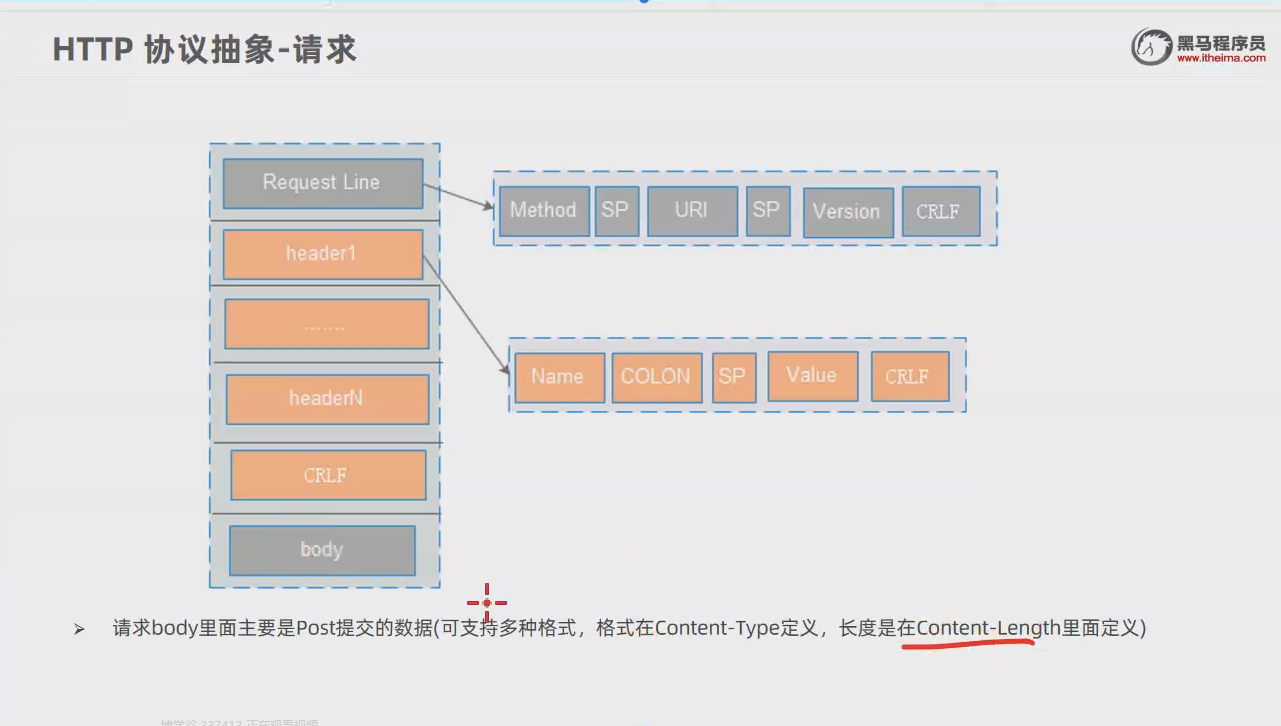 HTTP 协议抽象-请求
黑马程序员
www.itheima.com
Request Line
Method SP URI SP Version CRLF
header1
.......
Name COLON SP Value CRLF
headerN
CRLF
body
➢ 请求body里面主要是Post提交的数据(可支持多种格式，格式在Content-Type定义，长度是在Content-Length里面定义)